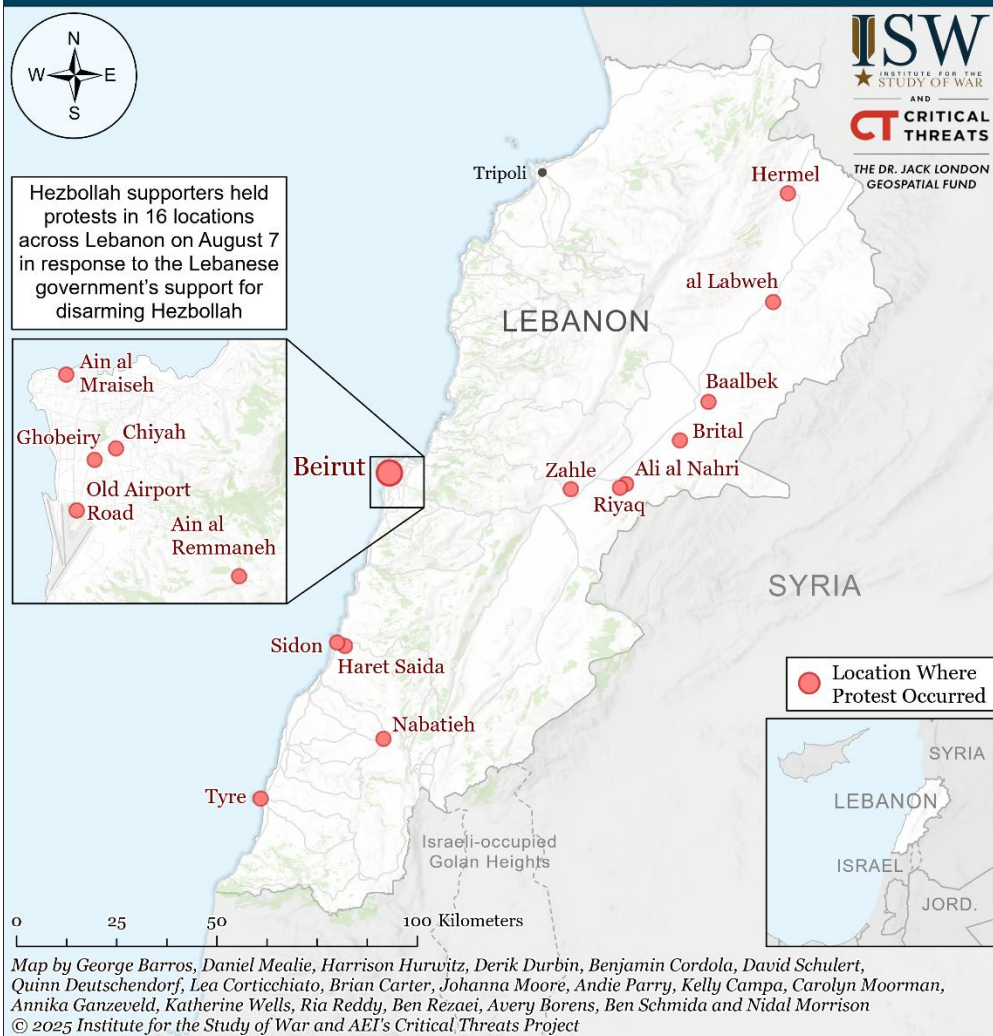 N
W E
S
ISW
INSTITUTE FOR THE
STUDY OF WAR
AND
CT CRITICAL
THREATS
THE DR. JACK LONDON
GEOSPATIAL FUND
Hezbollah supporters held
protests in 16 locations
across Lebanon on August 7
in response to the Lebanese
government's support for
disarming Hezbollah
Tripoli
Hermel
al Labweh
LEBANON
Baalbek
Brital
Zahle
Ali al Nahri
Riyaq
Beirut
Ain al
Mraiseh
Ghobeiry
Chiyah
Old Airport
Road
Ain al
Remmaneh
SYRIA
Sidon
Haret Saida
Nabatieh
Tyre
Israeli-occupied
Golan Heights
Location Where
Protest Occurred
SYRIA
LEBANON
ISRAEL
JORD.
0 25 50 100 Kilometers
Map by George Barros, Daniel Mealie, Harrison Hurwitz, Derik Durbin, Benjamin Cordola, David Schulert,
Quinn Deutschendorf, Lea Corticchiato, Brian Carter, Johanna Moore, Andie Parry, Kelly Campa, Carolyn Moorman,
Annika Ganzeveld, Katherine Wells, Ria Reddy, Ben Rezaei, Avery Borens, Ben Schmida and Nidal Morrison
© 2025 Institute for the Study of War and AEI's Critical Threats Project